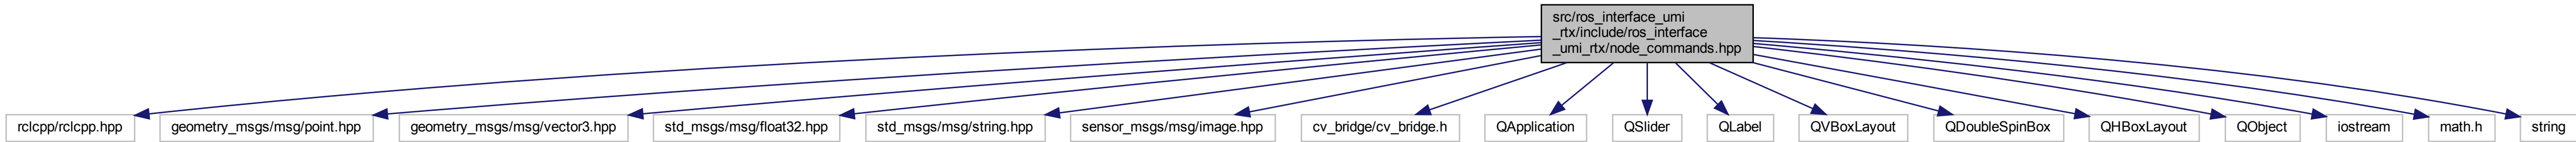 src/ros_interface_umi
_rtx/include/ros_interface
_umi_rtx/node_commands.hpp
rclcpp/rclcpp.hpp
geometry_msgs/msg/point.hpp
geometry_msgs/msg/vector3.hpp
std_msgs/msg/float32.hpp
std_msgs/msg/string.hpp
sensor_msgs/msg/image.hpp
cv_bridge/cv_bridge.h
QApplication
QSlider
QLabel
QVBoxLayout
QDoubleSpinBox
QHBoxLayout
QObject
iostream
math.h
string